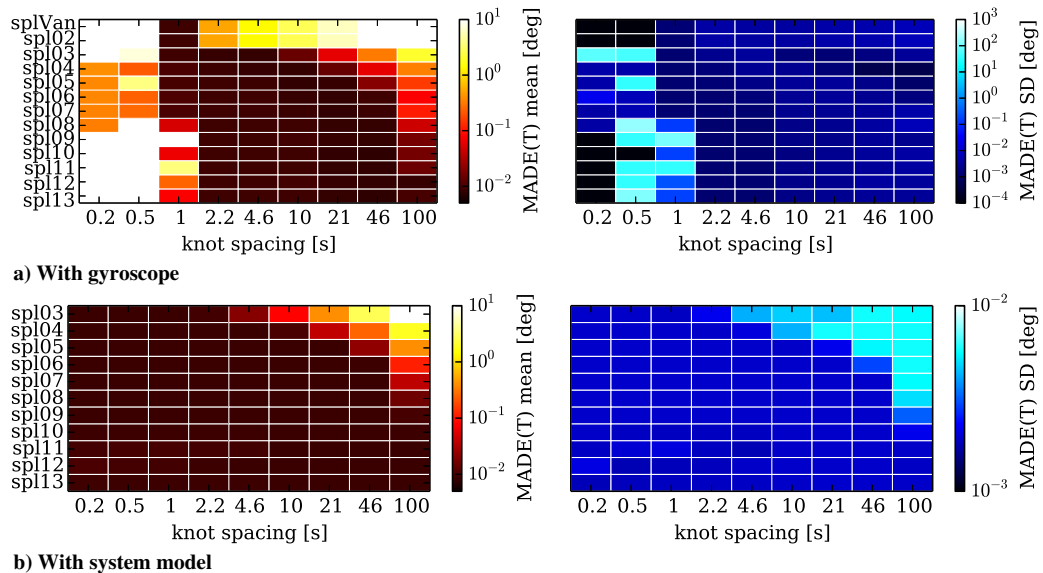 splVan
spl02
spl03
spl04
spl05
spl06
spl07
spl08
spl09
spl10
spl11
spl12
spl13
0.2 0.5 1 2.2 4.6 10 21 46 100
knot spacing [s]
10^1
10^0
10^-1
10^-2
MADE(T) mean [deg]
0.2 0.5 1 2.2 4.6 10 21 46 100
knot spacing [s]
10^3
10^2
10^1
10^0
10^-1
10^-2
10^-3
10^-4
MADE(T) SD [deg]
a) With gyroscope
spl03
spl04
spl05
spl06
spl07
spl08
spl09
spl10
spl11
spl12
spl13
0.2 0.5 1 2.2 4.6 10 21 46 100
knot spacing [s]
10^1
10^0
10^-1
10^-2
MADE(T) mean [deg]
0.2 0.5 1 2.2 4.6 10 21 46 100
knot spacing [s]
10^-2
10^-3
MADE(T) SD [deg]
b) With system model